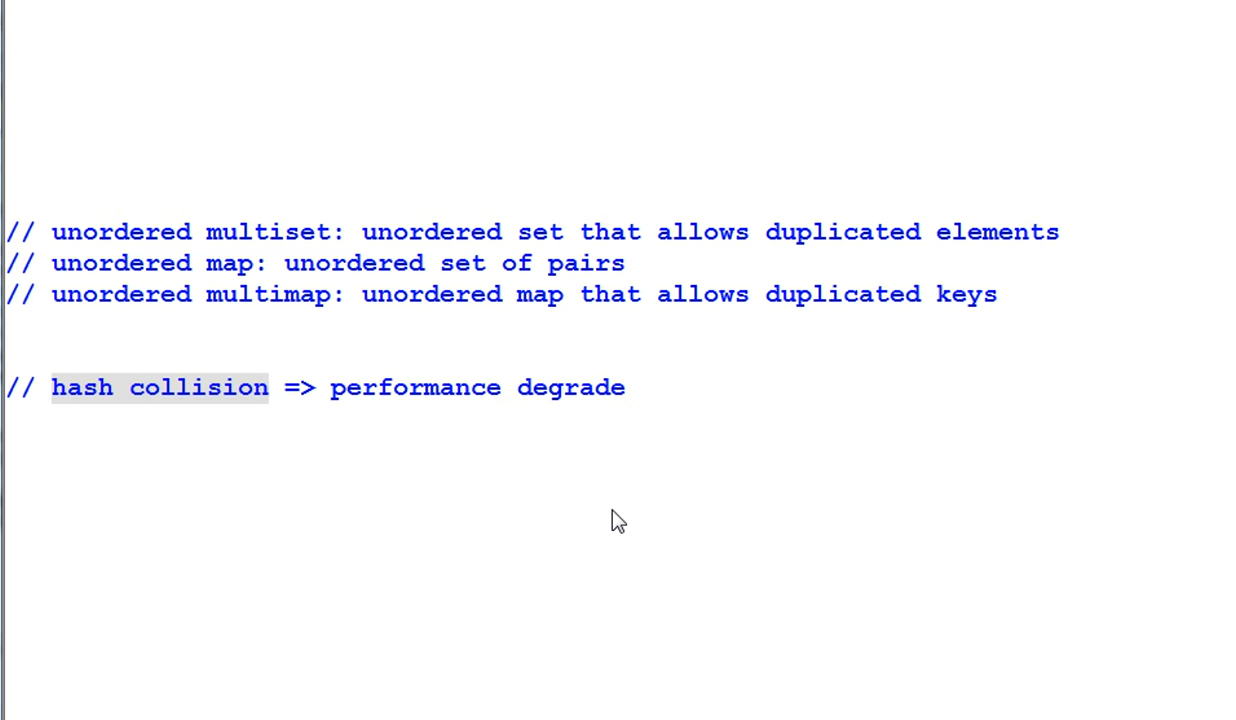 // unordered multiset: unordered set that allows duplicated elements
// unordered map: unordered set of pairs
// unordered multimap: unordered map that allows duplicated keys
// hash collision => performance degrade